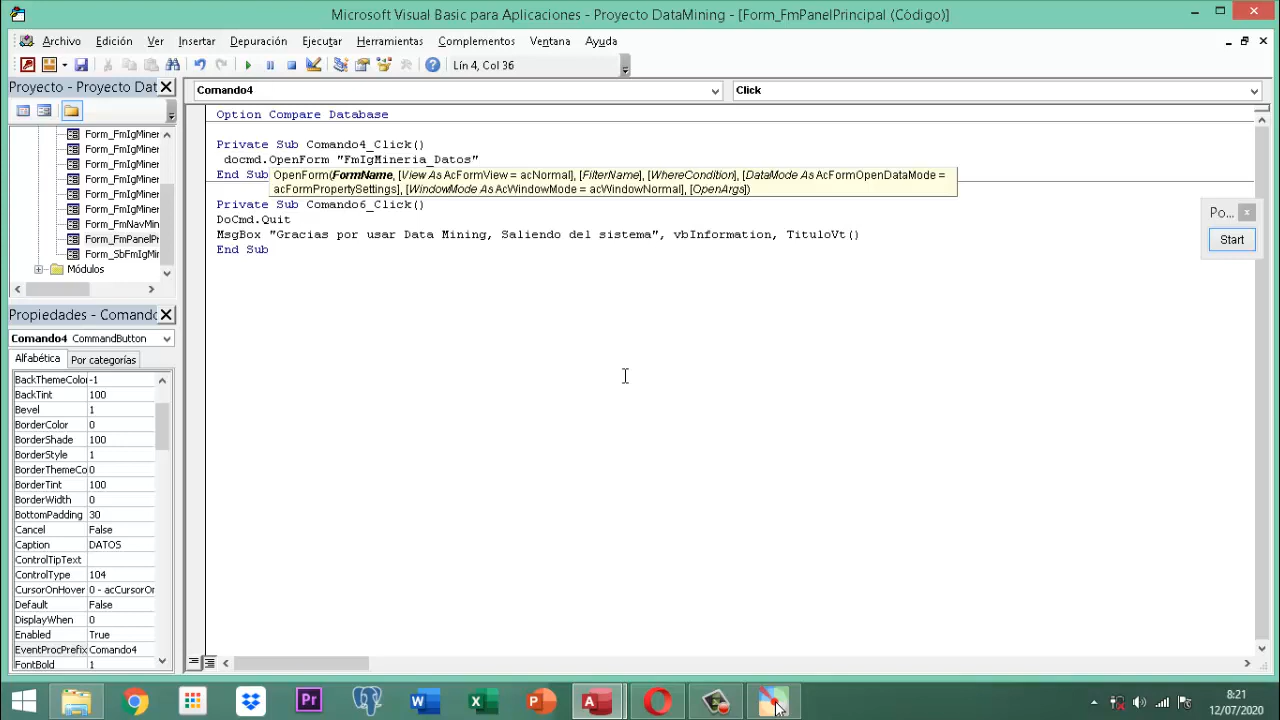 Microsoft Visual Basic para Aplicaciones - Proyecto DataMining - [Form_FmPanelPrincipal (Código)]
Archivo Edición Ver Insertar Formato Depuración Ejecutar Herramientas Complementos Ventana Ayuda
Lín 4, Col 36
Proyecto - Proyecto Dat
Form_FmIgMiner
Form_FmIgMiner
Form_FmIgMiner
Form_FmIgMiner
Form_FmIgMiner
Form_FmIgMiner
Form_FmNavMin
Form_FmPanelPr
Form_SbFmIgM
Módulos
Comando4 Click
Option Compare Database
Private Sub Comando4_Click()
docmd.OpenForm "FmIgMineria_Datos"
End Sub
OpenForm(FormName, [View As AcFormView = acNormal], [FilterName], [WhereCondition], [DataMode As AcFormOpenDataMode =
acFormPropertySettings], [WindowMode As AcWindowMode = acWindowNormal], [OpenArgs])
Private Sub Comando6_Click()
DoCmd.Quit
MsgBox "Gracias por usar Data Mining, Saliendo del sistema", vbInformation, TituloVt()
End Sub
Po...
Start
Propiedades - Comando
Comando4 CommandButton
Alfabética Por categorías
BackThemeColor -1
BackTint 100
Bevel 1
BorderColor 0
BorderShade 100
BorderStyle 1
BorderThemeCo 0
BorderTint 100
BorderWidth 0
BottomPadding 30
Cancel False
Caption DATOS
ControlTipText
ControlType 104
CursorOnHover 0 - acCursorOn
Default False
DisplayWhen 0
Enabled True
EventProcPrefix Comando4
FontBold 1
Pr
8:21
12/07/2020